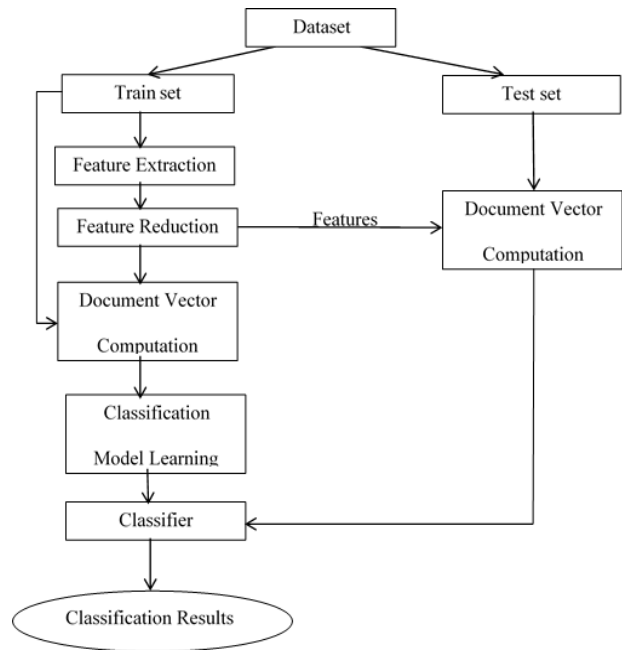 Dataset
Train set
Test set
Feature Extraction
Feature Reduction
Features
Document Vector
Computation
Document Vector
Computation
Classification
Model Learning
Classifier
Classification Results